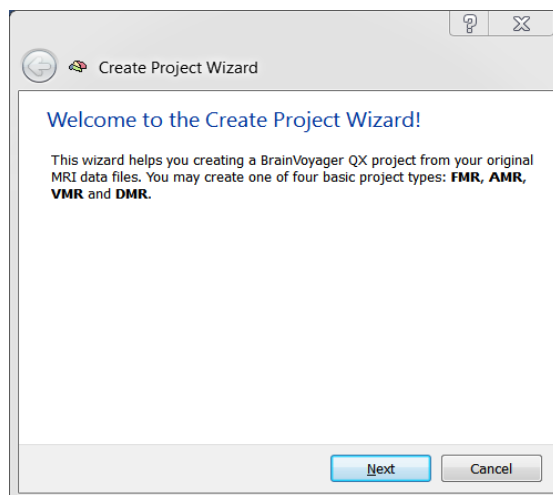 Create Project Wizard
Welcome to the Create Project Wizard!
This wizard helps you creating a BrainVoyager QX project from your original
MRI data files. You may create one of four basic project types: FMR, AMR,
VMR and DMR.
Next Cancel